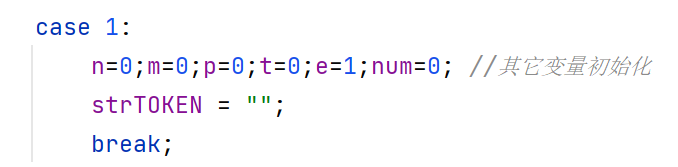 case 1:
n=0;m=0;p=0;t=0;e=1;num=0; //其它变量初始化
strTOKEN = "";
break;